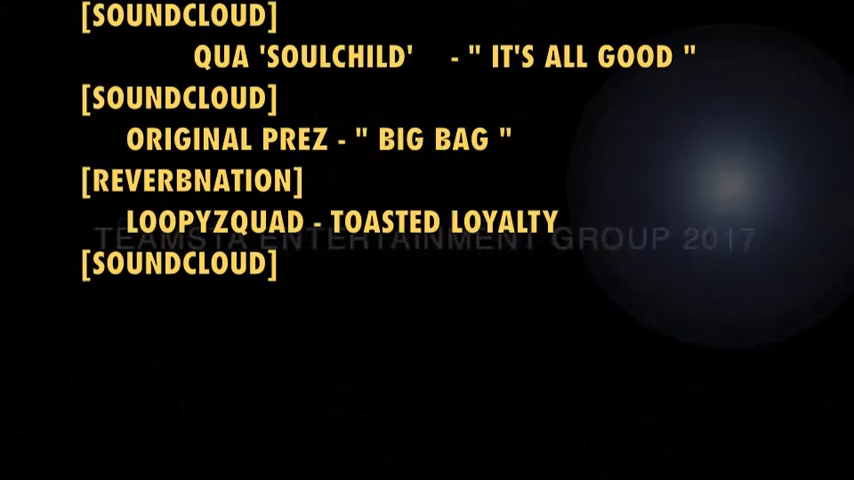 [SOUNDCLOUD]
QUA 'SOULCHILD' - " IT'S ALL GOOD "
[SOUNDCLOUD]
ORIGINAL PREZ - " BIG BAG "
[REVERBNATION]
LOOPYZQUAD - TOASTED LOYALTY
TEAMSTA ENTERTAINMENT GROUP 2017
[SOUNDCLOUD]